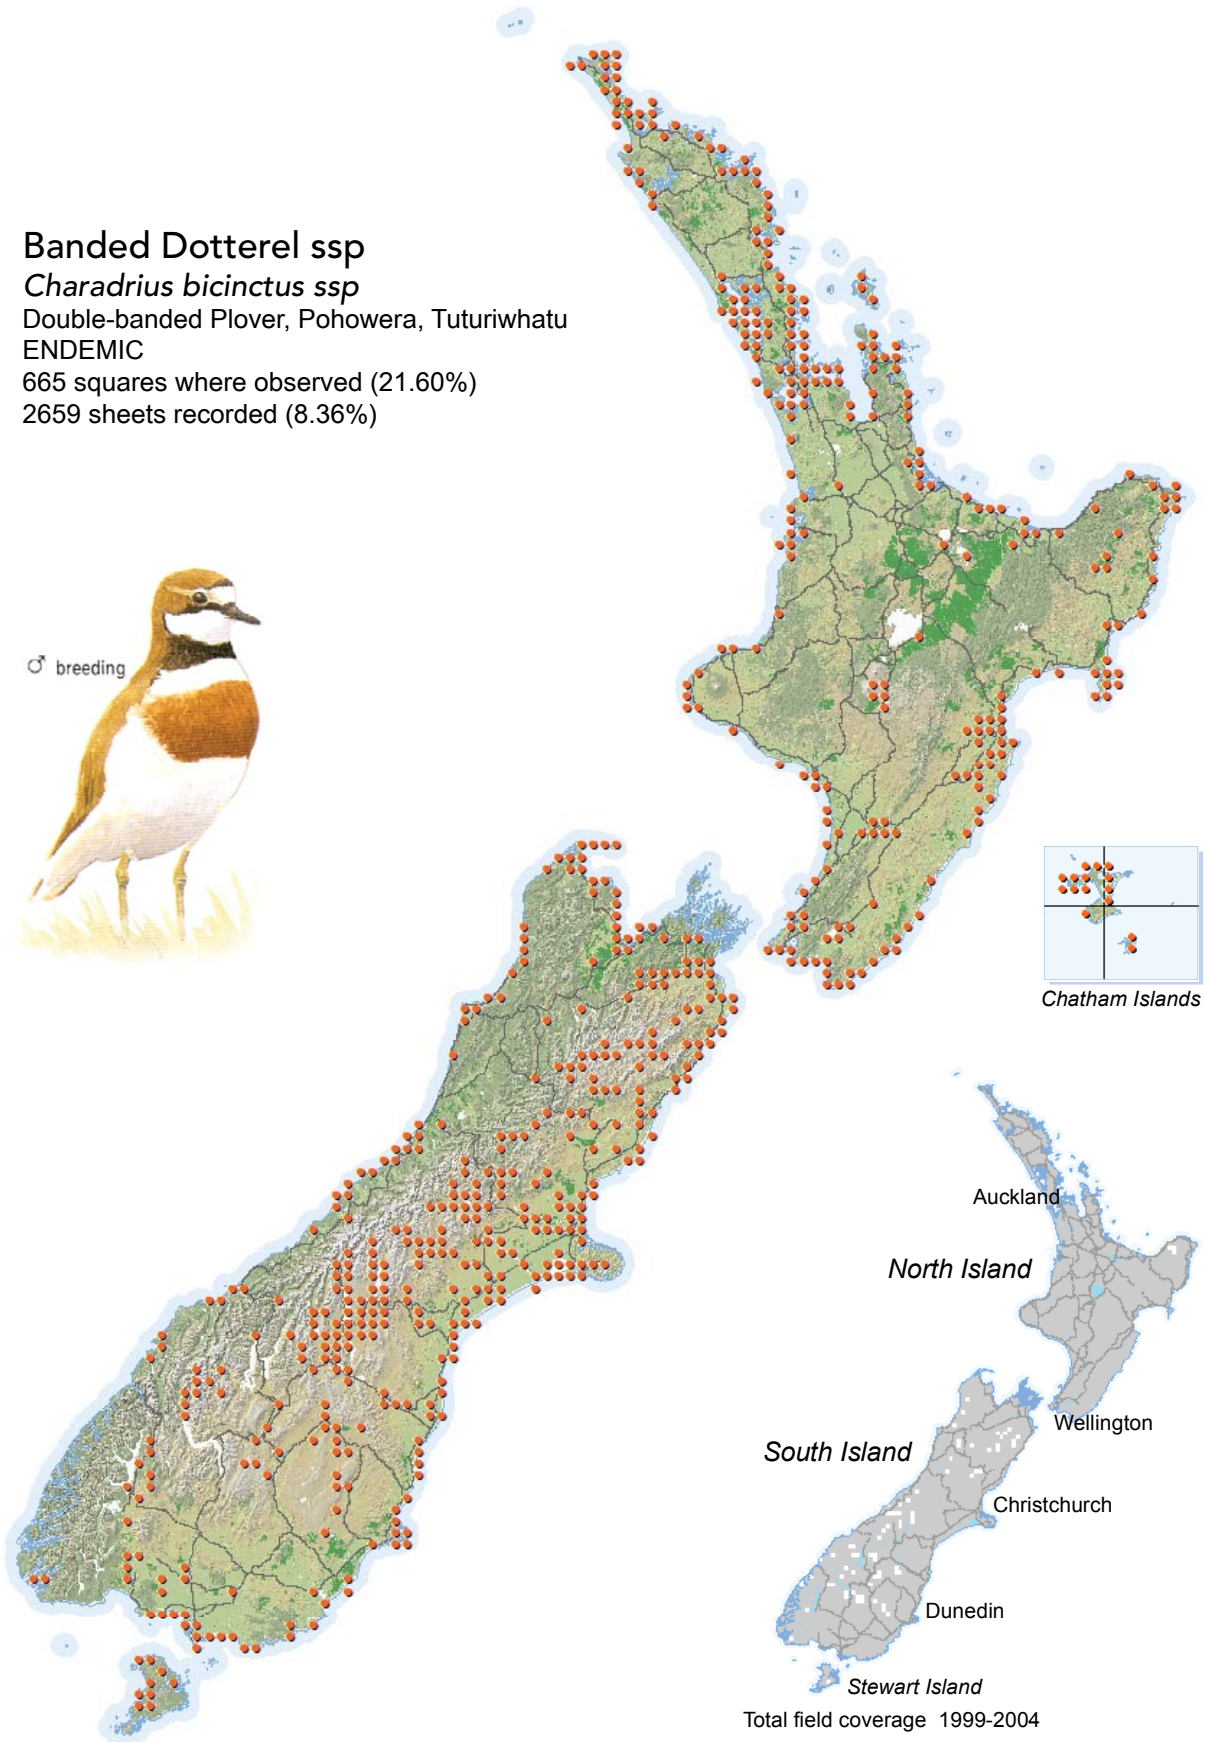 Banded Dotterel ssp
Charadrius bicinctus ssp
Double-banded Plover, Pohowera, Tuturiwhatu
ENDEMIC
665 squares where observed (21.60%)
2659 sheets recorded (8.36%)
♂ breeding
Chatham Islands
Auckland
North Island
Wellington
South Island
Christchurch
Dunedin
Stewart Island
Total field coverage 1999-2004